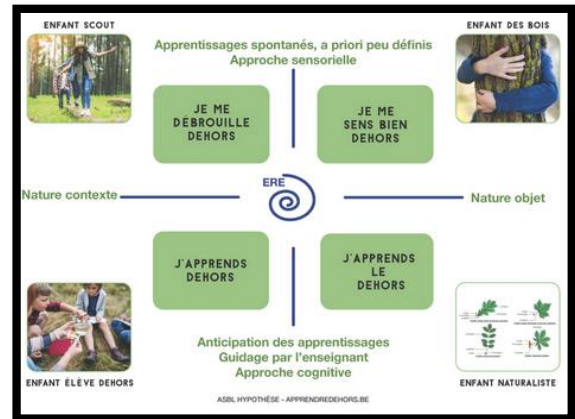 ENFANT SCOUT
ENFANT DES BOIS
Apprentissages spontanés, a priori peu définis
Approche sensorielle
JE ME
DÉBROUILLE
DEHORS
JE ME
SENS BIEN
DEHORS
ERE
Nature contexte
Nature objet
J'APPRENDS
DEHORS
J'APPRENDS
LE
DEHORS
Anticipation des apprentissages
Guidage par l'enseignant
Approche cognitive
ENFANT ÉLÈVE DEHORS
ENFANT NATURALISTE
ASBL HYPOTHÈSE - APPRENDREDEHORS.BE